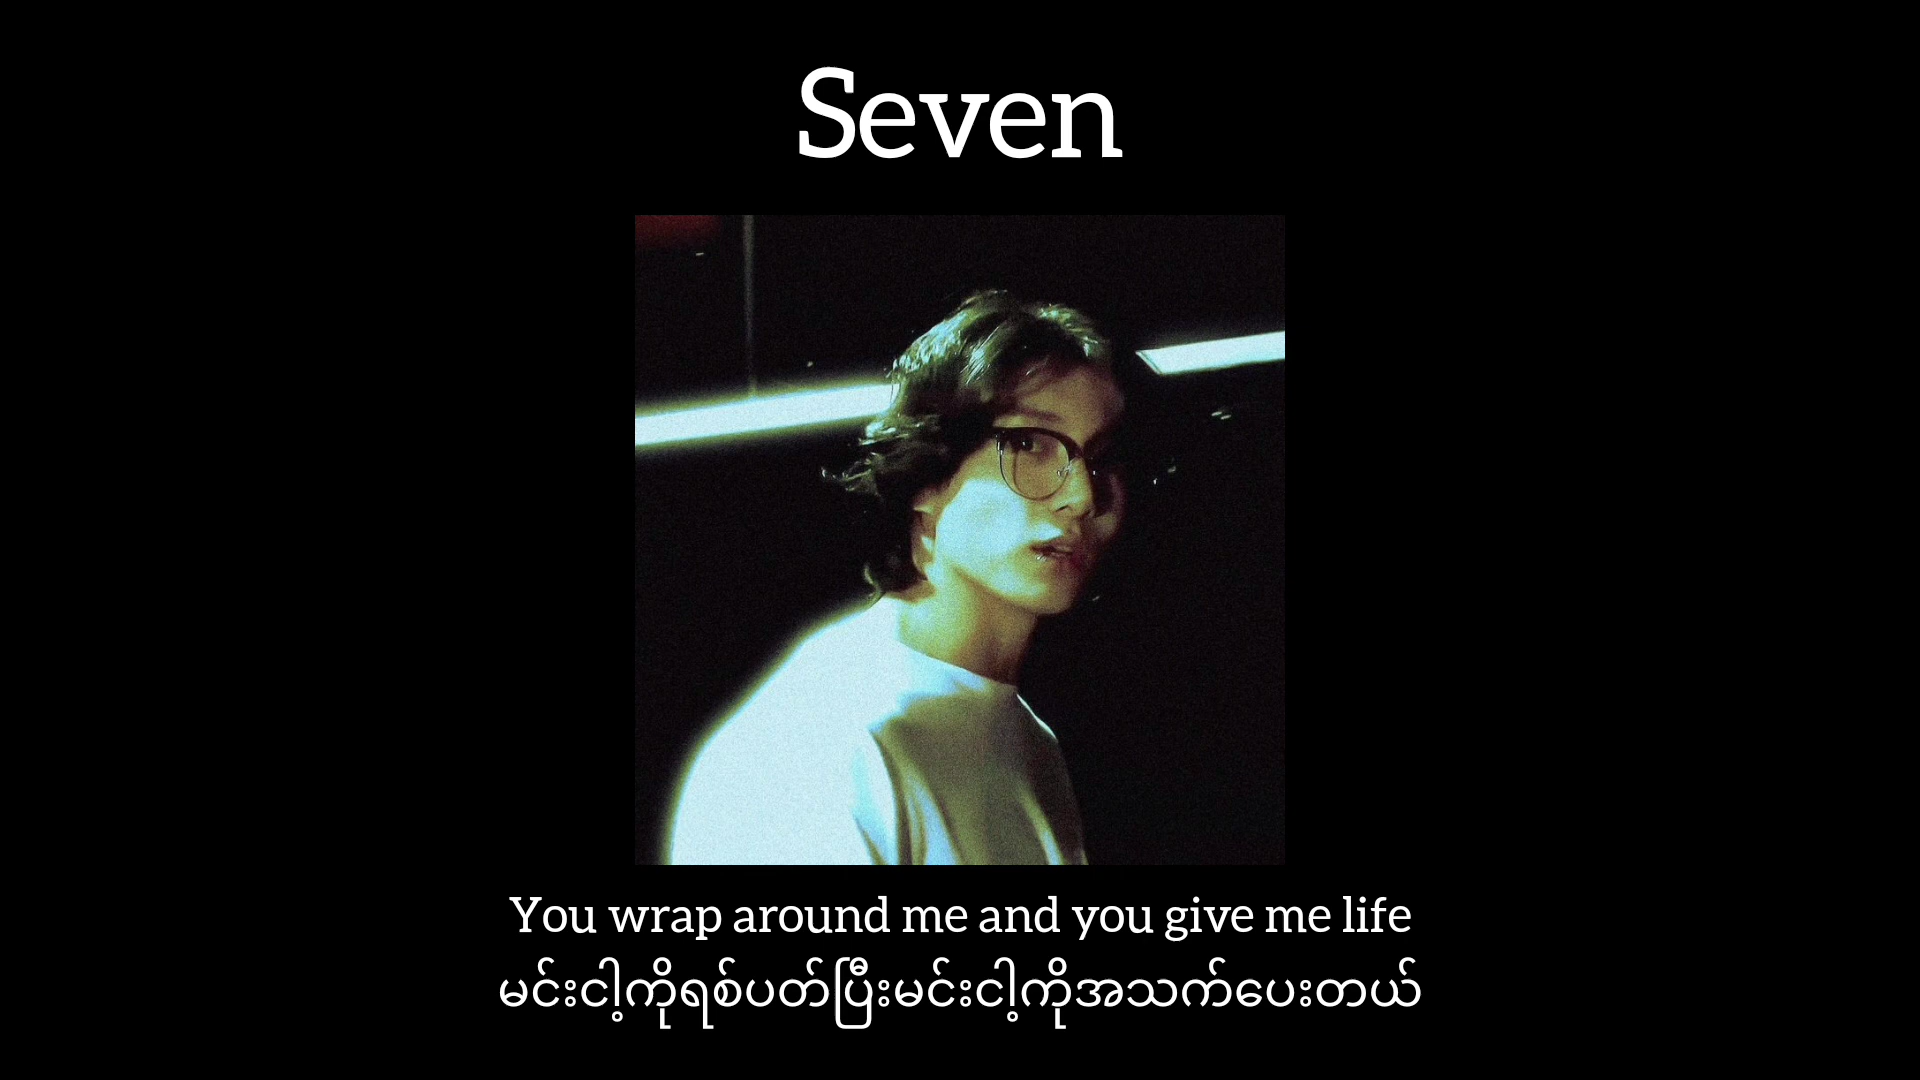 Seven
You wrap around me and you give me life
မင်းငါ့ကိုရစ်ပတ်ပြီးမင်းငါ့ကိုအသက်ပေးတယ်